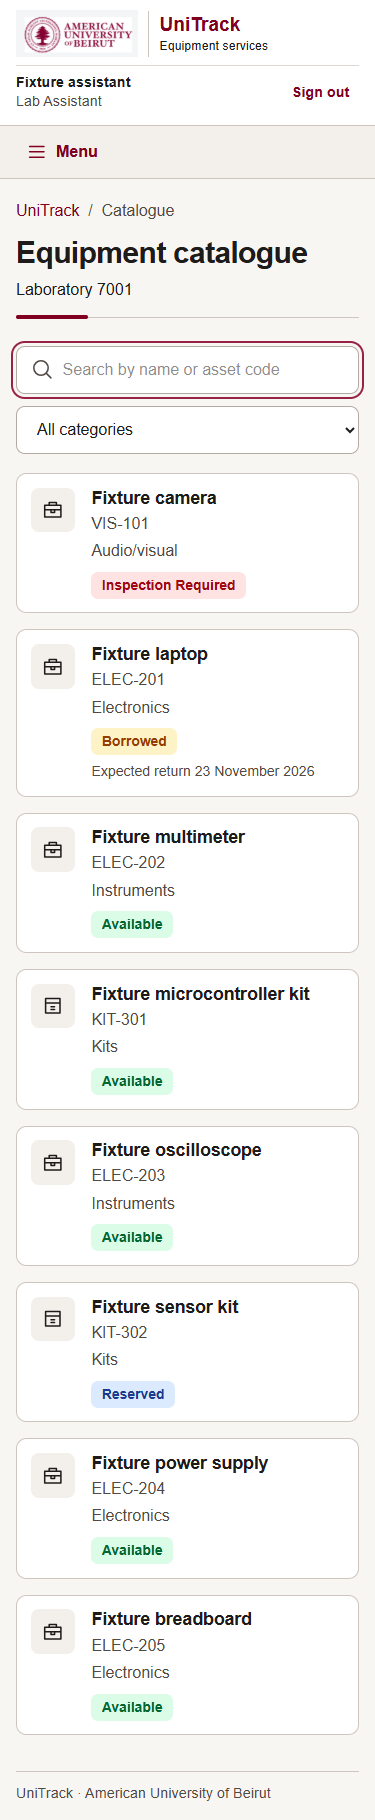 AMERICAN
UNIVERSITY
OF BEIRUT
UniTrack
Equipment services
Fixture assistant
Lab Assistant
Sign out
Menu
UniTrack / Catalogue
Equipment catalogue
Laboratory 7001
Search by name or asset code
All categories
Fixture camera
VIS-101
Audio/visual
Inspection Required
Fixture laptop
ELEC-201
Electronics
Borrowed
Expected return 23 November 2026
Fixture multimeter
ELEC-202
Instruments
Available
Fixture microcontroller kit
KIT-301
Kits
Available
Fixture oscilloscope
ELEC-203
Instruments
Available
Fixture sensor kit
KIT-302
Kits
Reserved
Fixture power supply
ELEC-204
Electronics
Available
Fixture breadboard
ELEC-205
Electronics
Available
UniTrack · American University of Beirut